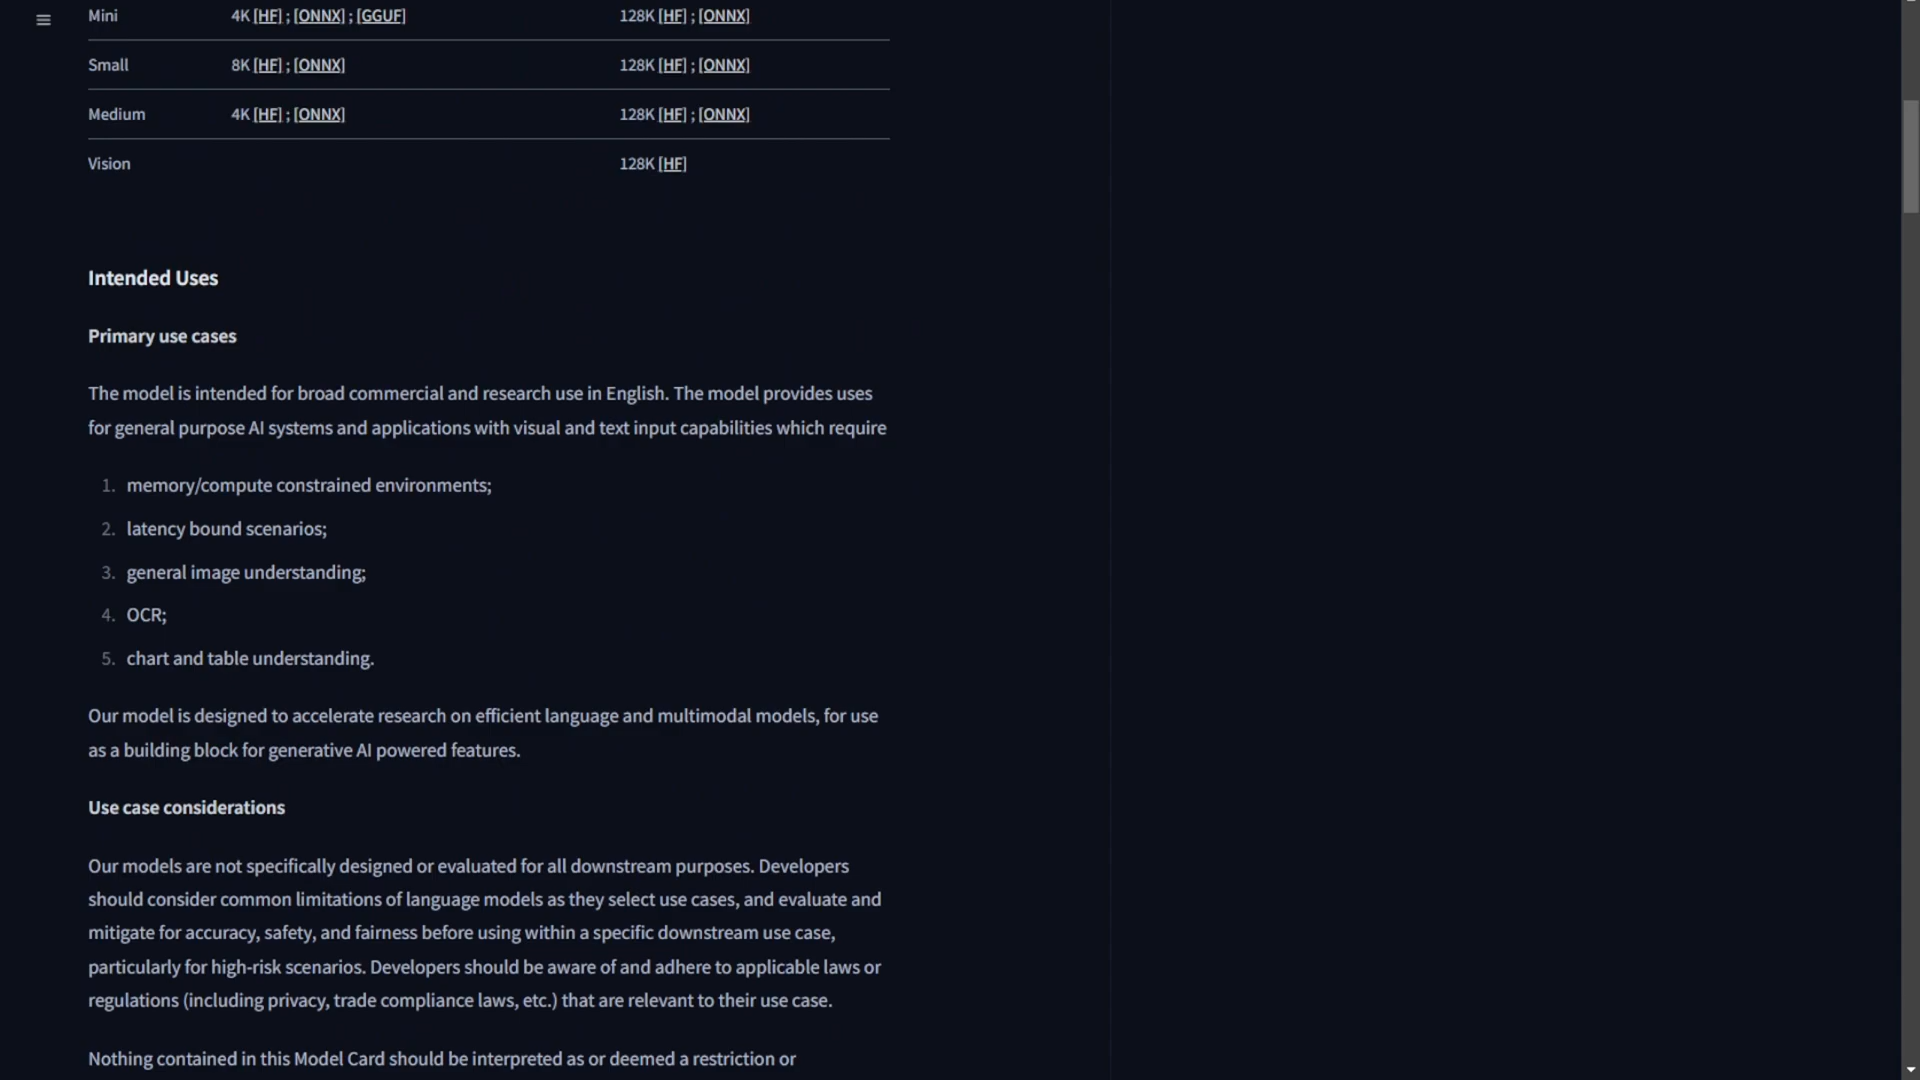 Mini 4K [HF] ; [ONNX] ; [GGUF] 128K [HF] ; [ONNX]
Small 8K [HF] ; [ONNX] 128K [HF] ; [ONNX]
Medium 4K [HF] ; [ONNX] 128K [HF] ; [ONNX]
Vision 128K [HF]
Intended Uses
Primary use cases
The model is intended for broad commercial and research use in English. The model provides uses
for general purpose AI systems and applications with visual and text input capabilities which require
1. memory/compute constrained environments;
2. latency bound scenarios;
3. general image understanding;
4. OCR;
5. chart and table understanding.
Our model is designed to accelerate research on efficient language and multimodal models, for use
as a building block for generative AI powered features.
Use case considerations
Our models are not specifically designed or evaluated for all downstream purposes. Developers
should consider common limitations of language models as they select use cases, and evaluate and
mitigate for accuracy, safety, and fairness before using within a specific downstream use case,
particularly for high-risk scenarios. Developers should be aware of and adhere to applicable laws or
regulations (including privacy, trade compliance laws, etc.) that are relevant to their use case.
Nothing contained in this Model Card should be interpreted as or deemed a restriction or